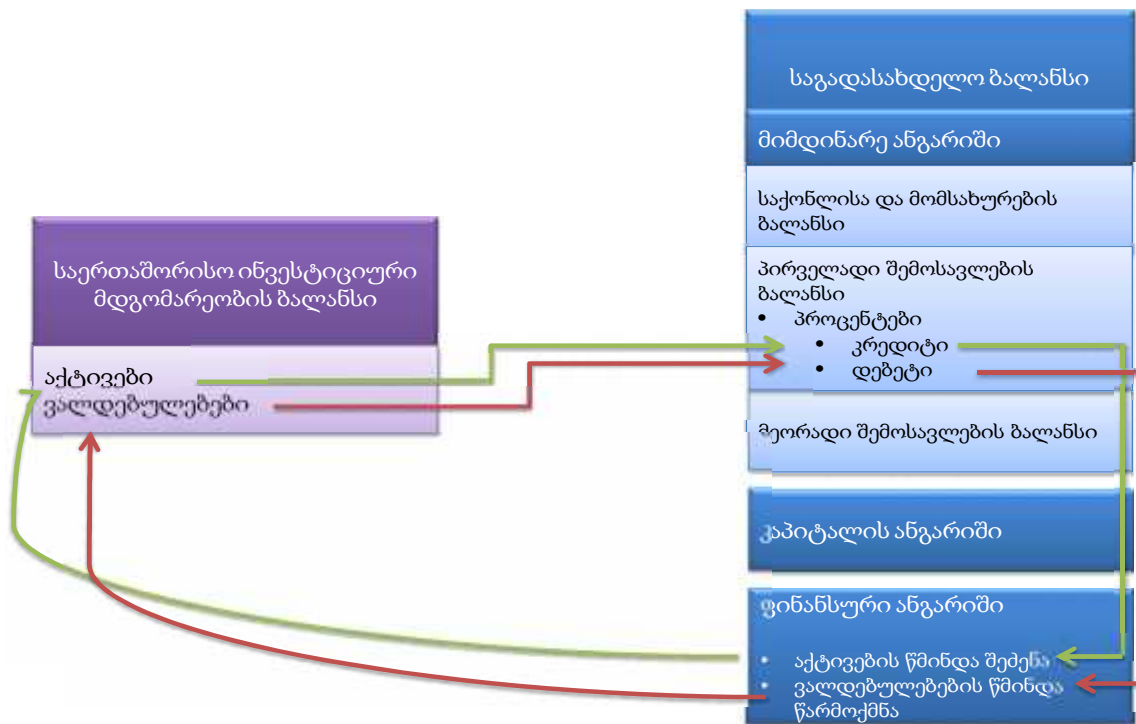 საგადასახდელო ბალანსი
მიმდინარე ანგარიში
საქონლისა და მომსახურების
ბალანსი
პირველადი შემოსავლების
ბალანსი
• პროცენტები
• კრედიტი
• დებეტი
მეორადი შემოსავლების ბალანსი
კაპიტალის ანგარიში
ფინანსური ანგარიში
• აქტივების წმინდა შეძენა
• ვალდებულებების წმინდა
წარმოქმნა
საერთაშორისო ინვესტიციური
მდგომარეობის ბალანსი
აქტივები
ვალდებულებები